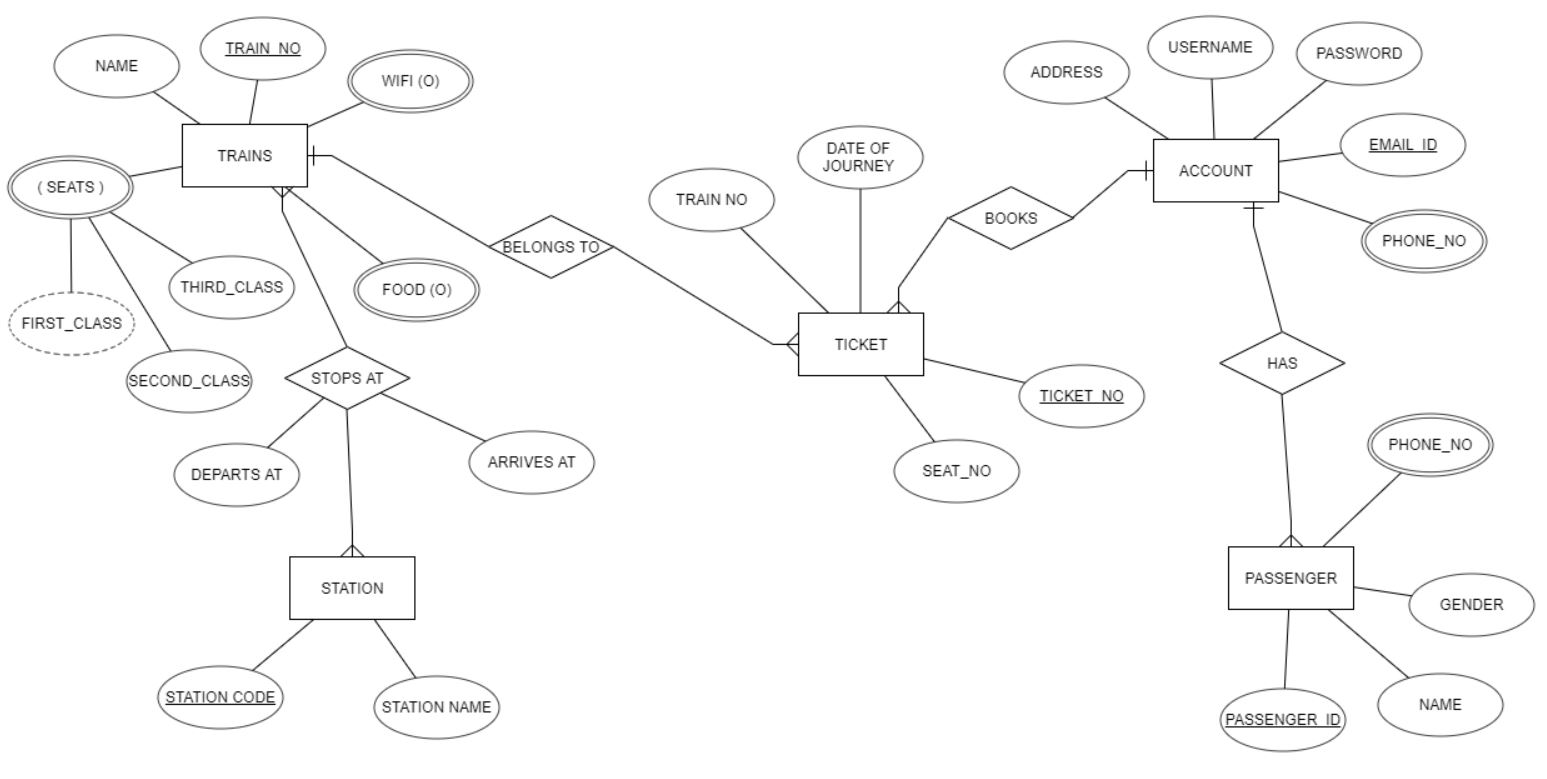 NAME
TRAIN_NO
WIFI (O)
TRAINS
( SEATS )
THIRD_CLASS
FIRST_CLASS
SECOND_CLASS
FOOD (O)
BELONGS TO
STOPS AT
DEPARTS AT
ARRIVES AT
STATION
STATION CODE
STATION NAME
TRAIN NO
DATE OF
JOURNEY
BOOKS
TICKET
TICKET_NO
SEAT_NO
ADDRESS
USERNAME
PASSWORD
ACCOUNT
EMAIL_ID
PHONE_NO
HAS
PHONE_NO
PASSENGER
GENDER
NAME
PASSENGER_ID